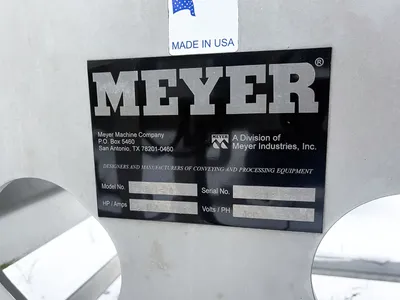 MADE IN USA
MEYER®
Meyer Machine Company
P.O. Box 5460
San Antonio, TX 78201-0460
MEYER
A Division of
Meyer Industries, Inc.
DESIGNERS AND MANUFACTURERS OF CONVEYING AND PROCESSING EQUIPMENT
Model No.
Serial No.
HP / Amps
Volts / PH